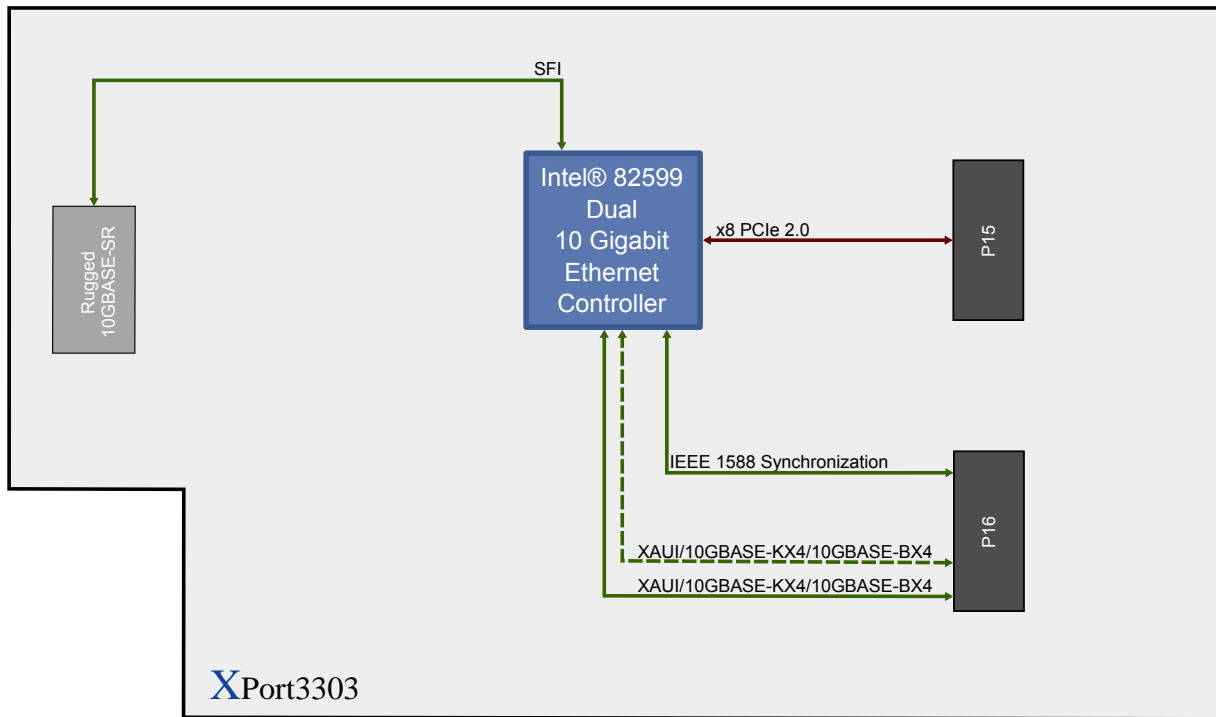 SFI
Intel® 82599
Dual
10 Gigabit
Ethernet
Controller
x8 PCIe 2.0
P15
Rugged
10GBASE-SR
IEEE 1588 Synchronization
P16
XAUI/10GBASE-KX4/10GBASE-BX4
XAUI/10GBASE-KX4/10GBASE-BX4
XPort3303